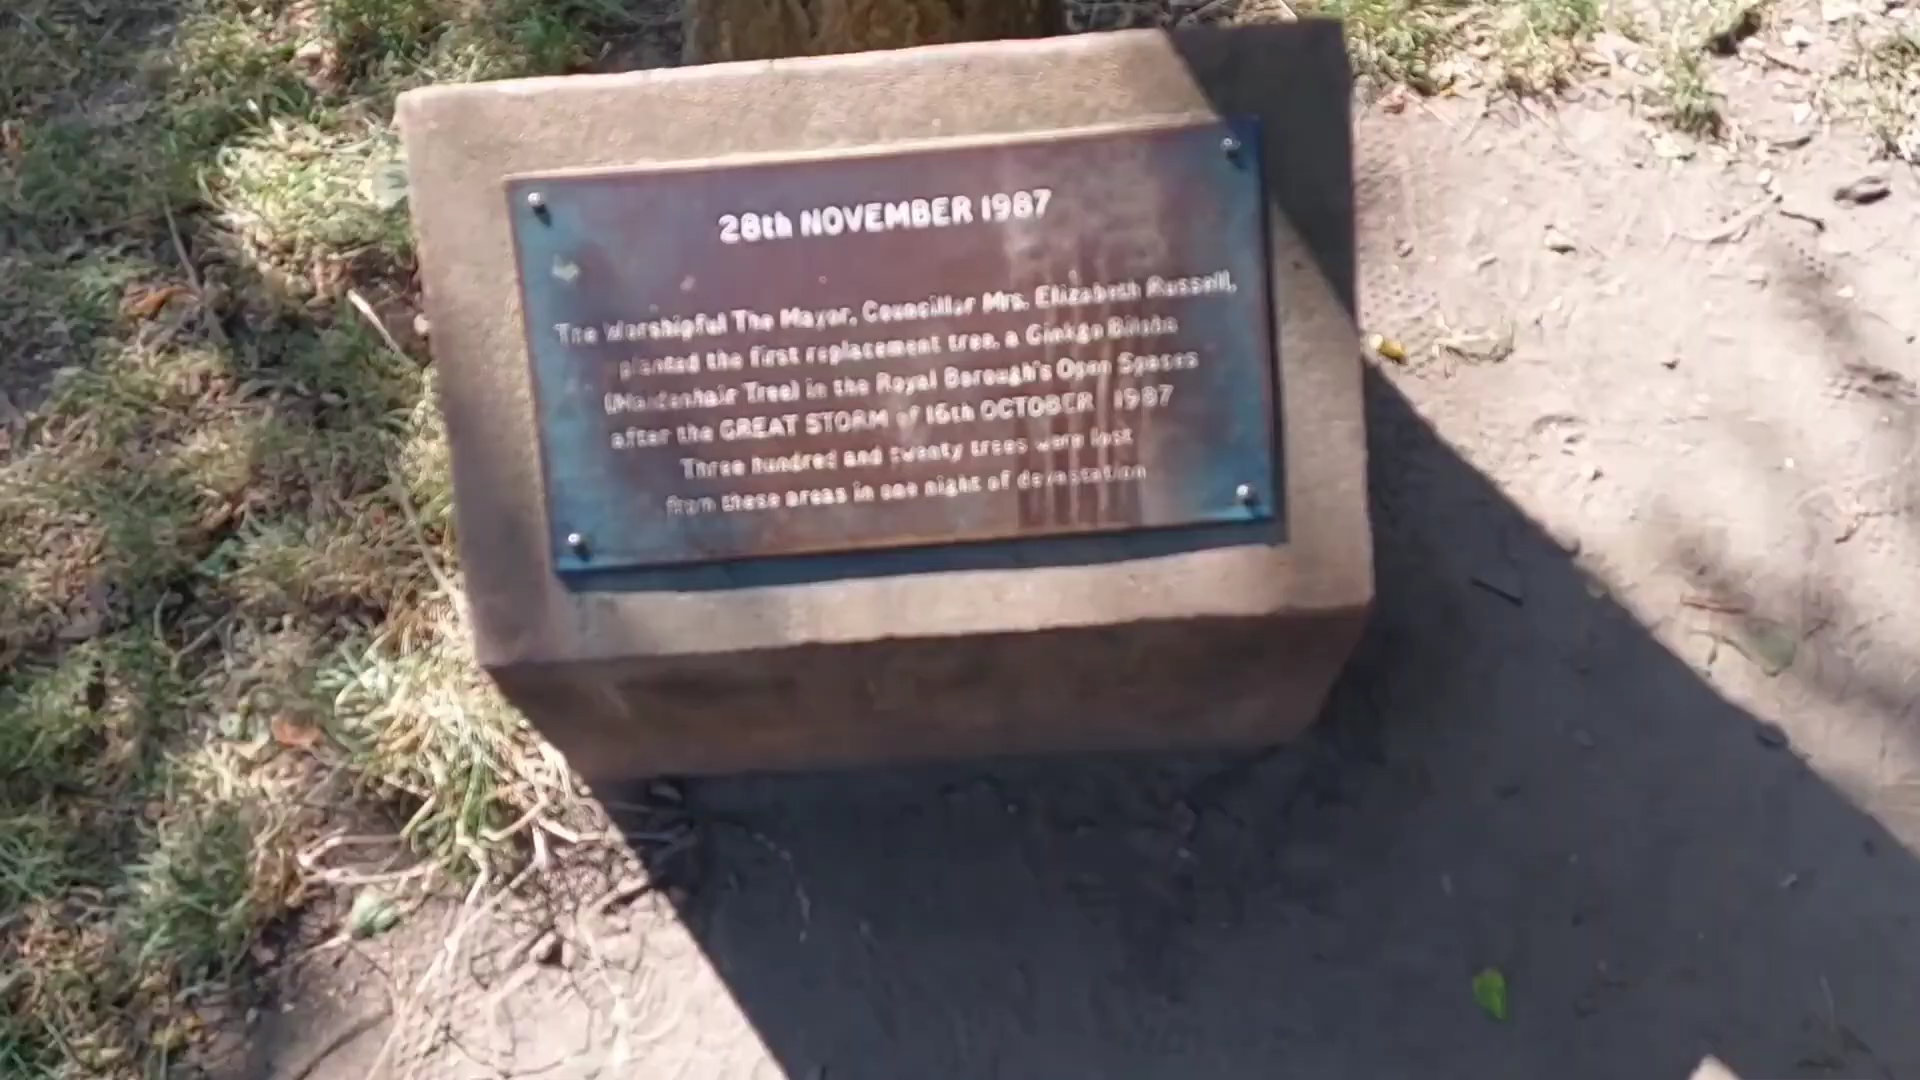 28th NOVEMBER 1987
The Worshipful The Mayor, Councillor Mrs. Elizabeth Russell,
planted the first replacement tree, a Ginkgo Biloba
(Maidenhair Tree) in the Royal Borough's Open Spaces
after the GREAT STORM of 16th OCTOBER 1987
Three hundred and twenty trees were lost
from these areas in one night of devastation